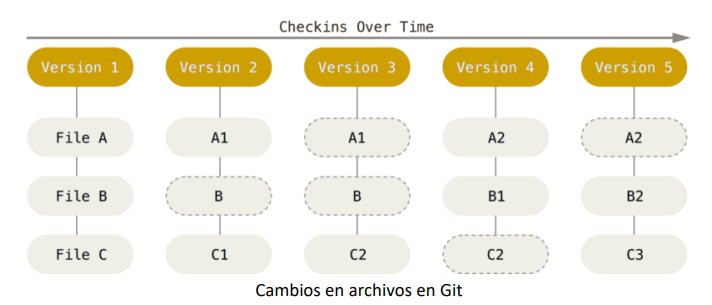 Checkins Over Time
Version 1 Version 2 Version 3 Version 4 Version 5
File A A1 A1 A2 A2
File B B B B1 B2
File C C1 C2 C2 C3
Cambios en archivos en Git